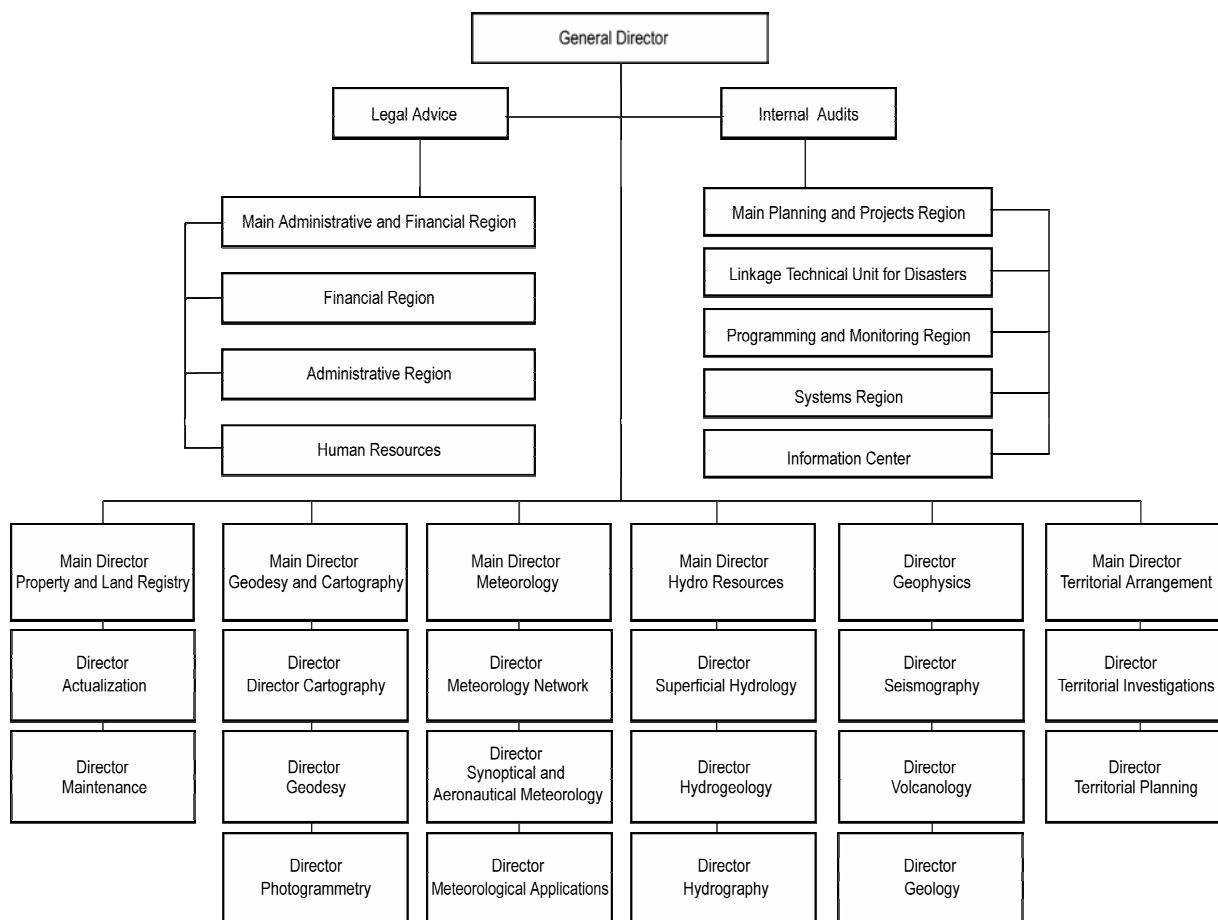 General Director
Legal Advice
Internal Audits
Main Administrative and Financial Region
Financial Region
Administrative Region
Human Resources
Main Planning and Projects Region
Linkage Technical Unit for Disasters
Programming and Monitoring Region
Systems Region
Information Center
Main Director
Property and Land Registry
Director
Actualization
Director
Maintenance
Main Director
Geodesy and Cartography
Director
Director Cartography
Director
Geodesy
Director
Photogrammetry
Main Director
Meteorology
Director
Meteorology Network
Director
Synoptical and
Aeronautical Meteorology
Director
Meteorological Applications
Main Director
Hydro Resources
Director
Superficial Hydrology
Director
Hydrogeology
Director
Hydrography
Director
Geophysics
Director
Seismography
Director
Volcanology
Director
Geology
Main Director
Territorial Arrangement
Director
Territorial Investigations
Director
Territorial Planning